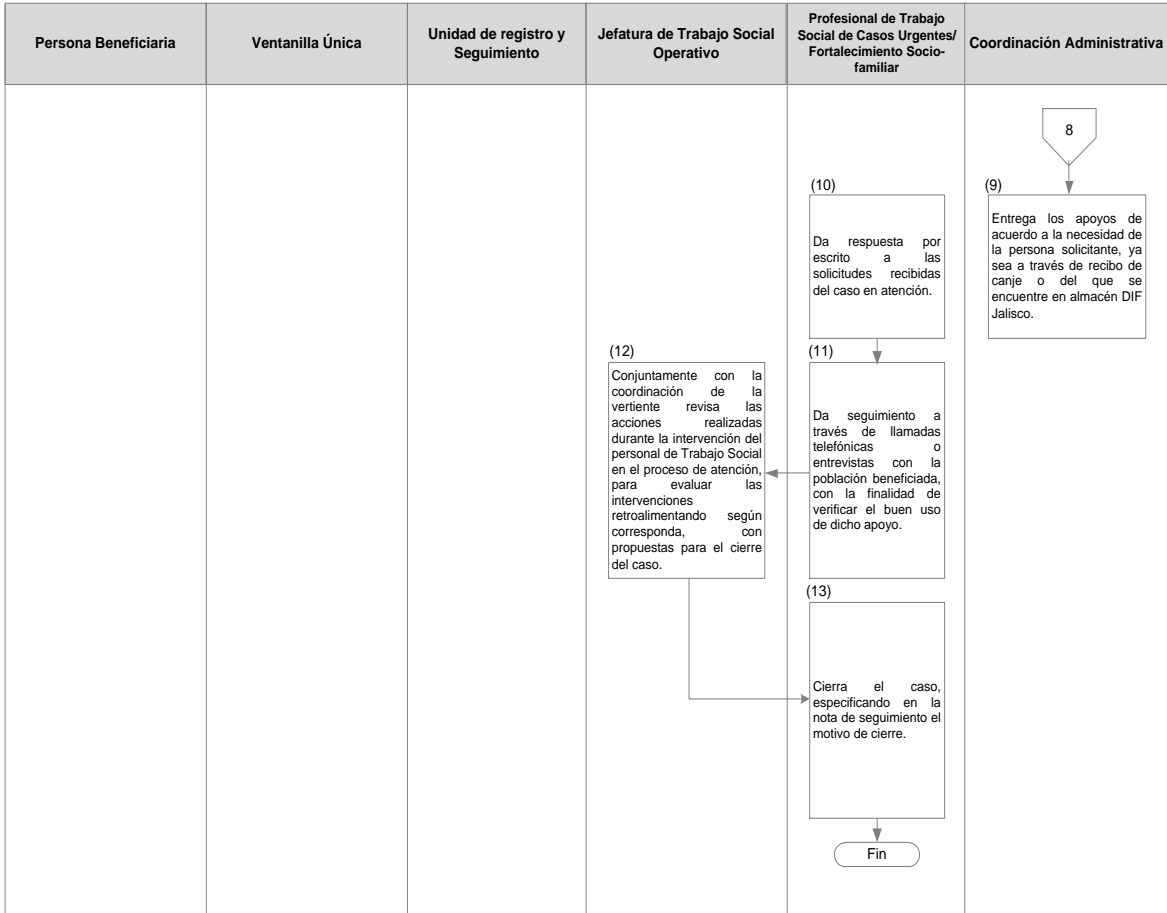 Persona Beneficiaria
Ventanilla Única
Unidad de registro y
Seguimiento
Jefatura de Trabajo Social
Operativo
Profesional de Trabajo
Social de Casos Urgentes/
Fortalecimiento Socio-
familiar
Coordinación Administrativa
8
(9)
Entrega los apoyos de
acuerdo a la necesidad de
la persona solicitante, ya
sea a través de recibo de
canje o del que se
encuentre en almacén DIF
Jalisco.
(10)
Da respuesta por
escrito a las
solicitudes recibidas
del caso en atención.
(11)
Da seguimiento a
través de llamadas
telefónicas o
entrevistas con la
población beneficiada,
con la finalidad de
verificar el buen uso
de dicho apoyo.
(12)
Conjuntamente con la
coordinación de la
vertiente revisa las
acciones realizadas
durante la intervención del
personal de Trabajo Social
en el proceso de atención,
para evaluar las
intervenciones
retroalimentando según
corresponda, con
propuestas para el cierre
del caso.
(13)
Cierra el caso,
especificando en la
nota de seguimiento el
motivo de cierre.
Fin